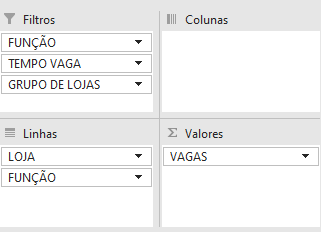 Filtros
FUNÇÃO
TEMPO VAGA
GRUPO DE LOJAS
Colunas
Linhas
LOJA
FUNÇÃO
Σ Valores
VAGAS